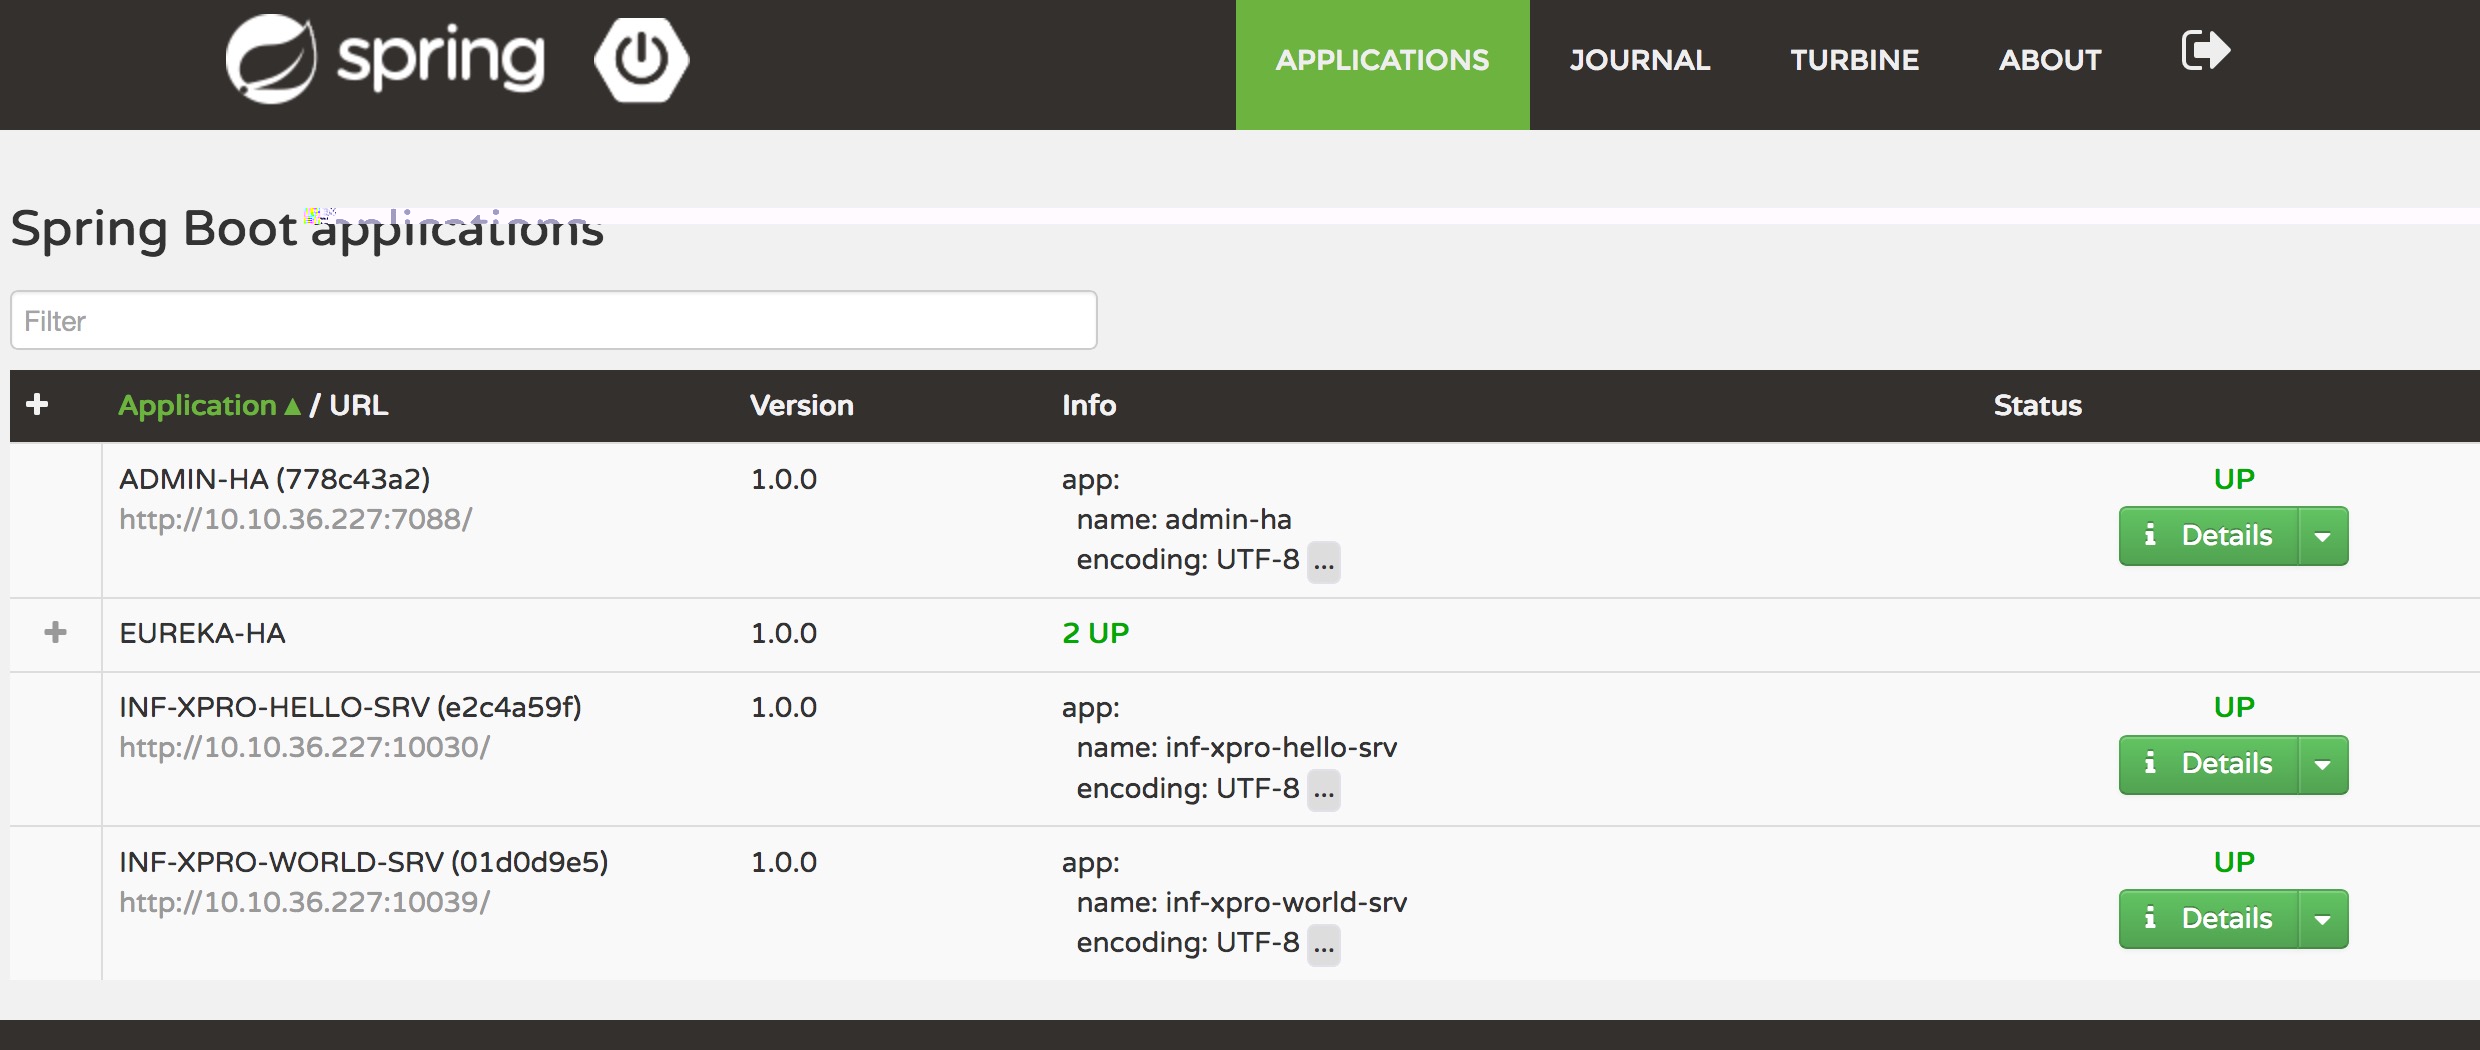 spring
APPLICATIONS JOURNAL TURBINE ABOUT
Spring Boot applications
Filter
Application ▲ / URL Version Info Status
ADMIN-HA (778c43a2) 1.0.0 app: UP
http://10.10.36.227:7088/ name: admin-ha Details
encoding: UTF-8 ...
EUREKA-HA 1.0.0 2 UP
INF-XPRO-HELLO-SRV (e2c4a59f) 1.0.0 app: UP
http://10.10.36.227:10030/ name: inf-xpro-hello-srv Details
encoding: UTF-8 ...
INF-XPRO-WORLD-SRV (01d0d9e5) 1.0.0 app: UP
http://10.10.36.227:10039/ name: inf-xpro-world-srv Details
encoding: UTF-8 ...